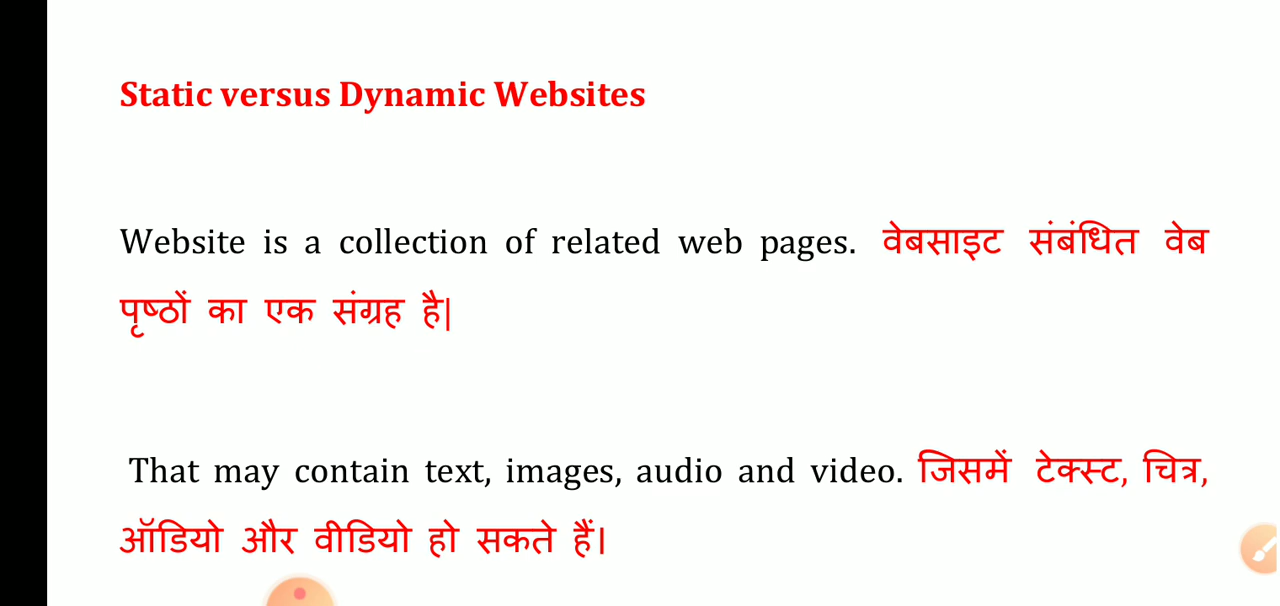 Static versus Dynamic Websites
Website is a collection of related web pages. वेबसाइट संबंधित वेब
पृष्ठों का एक संग्रह है|
That may contain text, images, audio and video. जिसमें टेक्स्ट, चित्र,
ऑडियो और वीडियो हो सकते हैं।